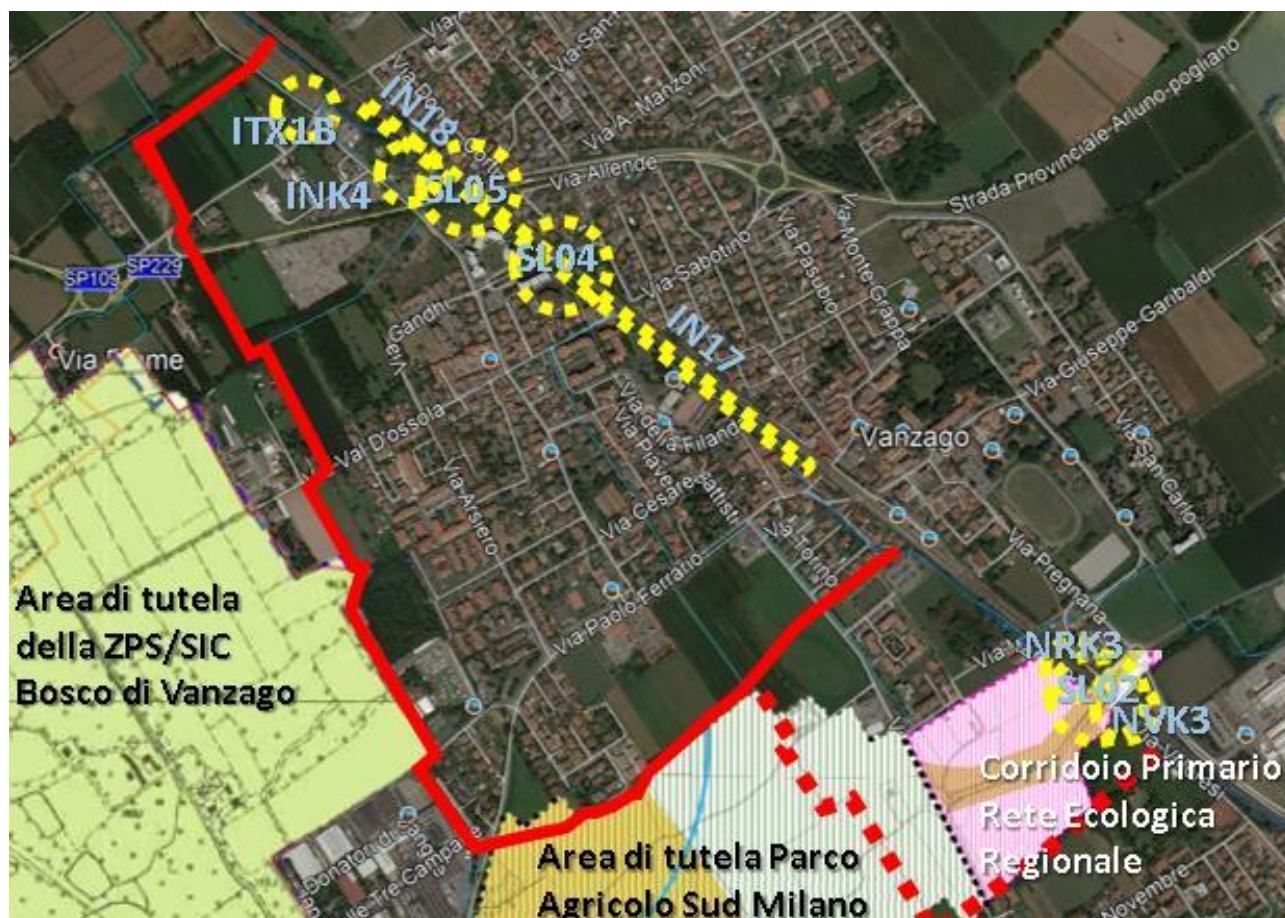 Via-San
Via-A.-Manzoni
IN18
ITX1B
INK4
SL05
Via-Allende
Strada Provinciale-Arluno-pogliano
SL04
Via-Sabotino
Via-Pasubio
Via-Monte-Grappa
SP109
SP229
Gandhi
IN17
Via-Giuseppe-Garibaldi
Val D'ossola
Via-Piave
Vanzago
Via-San-Carlo
Via-Arsiero
Via-Cesare-Battisti
Via-Torino
Via-Paolo-Ferrario
Via-Pregnana
Area di tutela
della ZPS/SIC
Bosco di Vanzago
NRK3
SL02
NVK3
Corridoio Primario
Rete Ecologica
Regionale
Area di tutela Parco
Agricolo Sud Milano